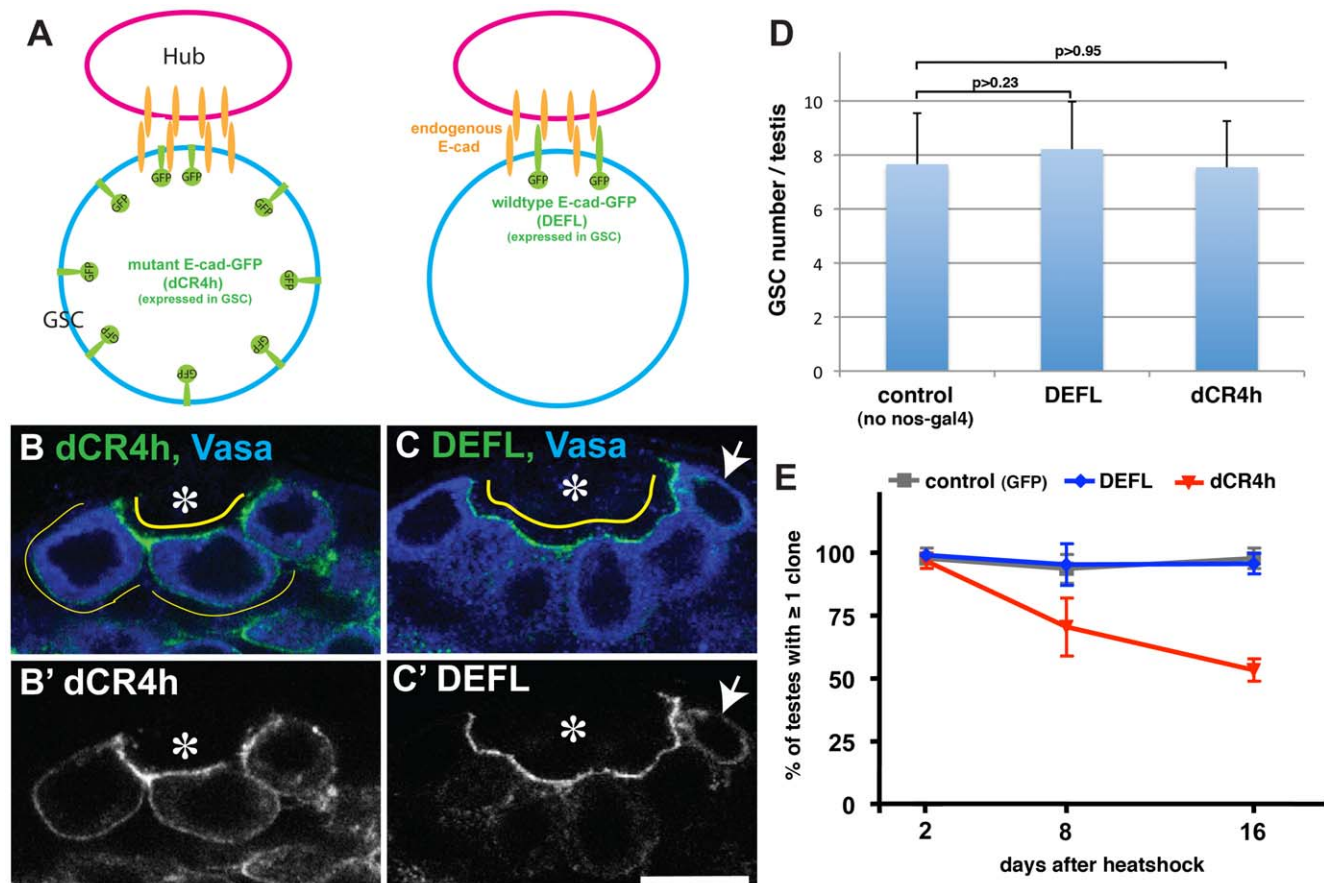 A
Hub
GFP
GFP
GFP
GFP
GFP
GFP
GFP
GFP
GFP
mutant E-cad-GFP
(dCR4h)
(expressed in GSC)
GSC
endogenous
E-cad
GFP
GFP
wildtype E-cad-GFP
(DEFL)
(expressed in GSC)
B dCR4h, Vasa
*
C DEFL, Vasa
*
B' dCR4h
*
C' DEFL
*
D
p>0.95
p>0.23
GSC number / testis
10
8
6
4
2
0
control
(no nos-gal4)
DEFL
dCR4h
E
control (GFP)
DEFL
dCR4h
% of testes with ≥ 1 clone
100
75
50
25
0
2
8
16
days after heatshock